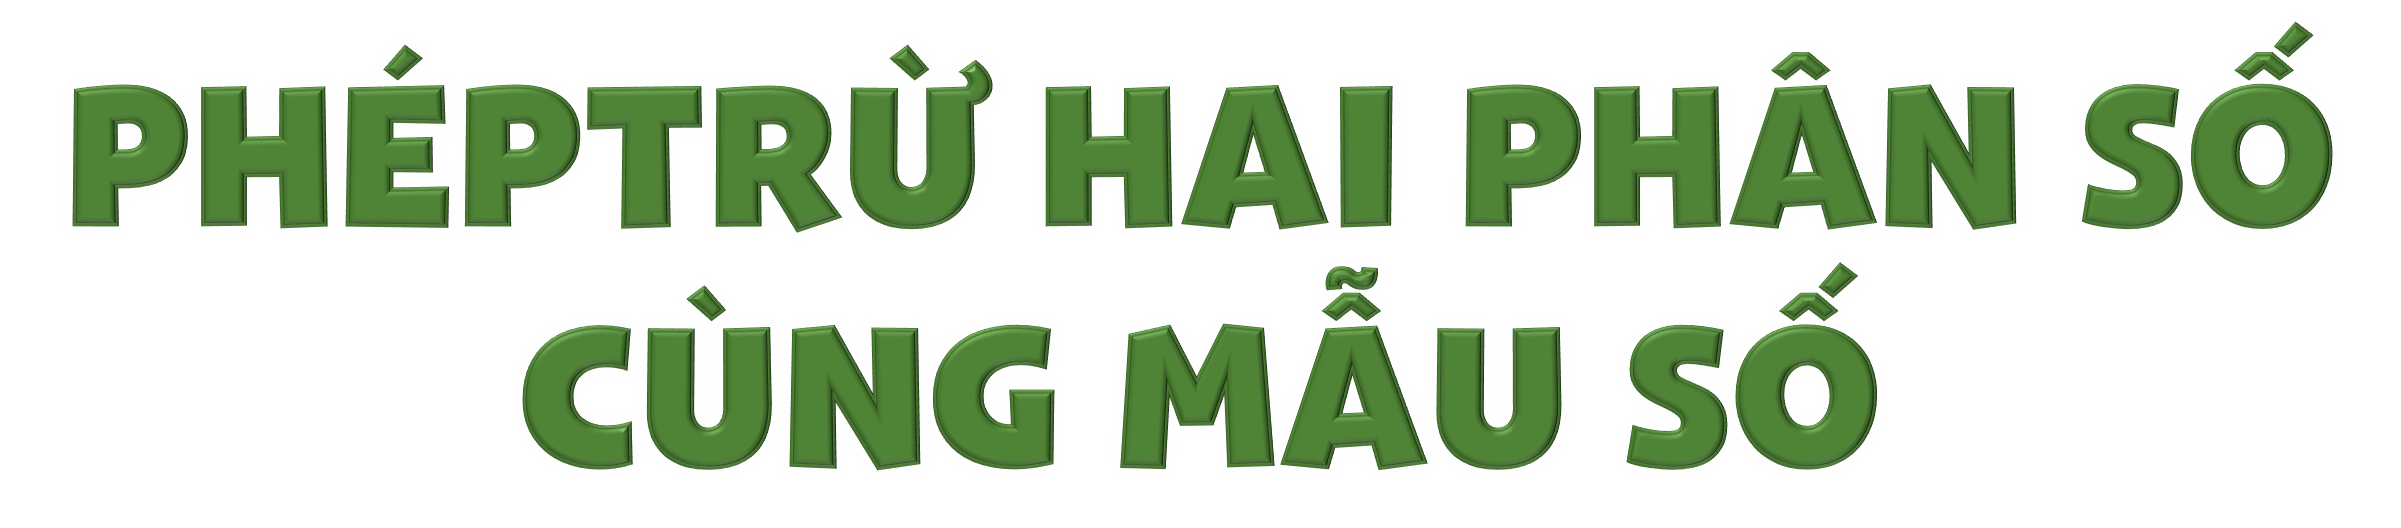 PHÉPTRỪ HAI PHÂN SỐ
CÙNG MẪU SỐ